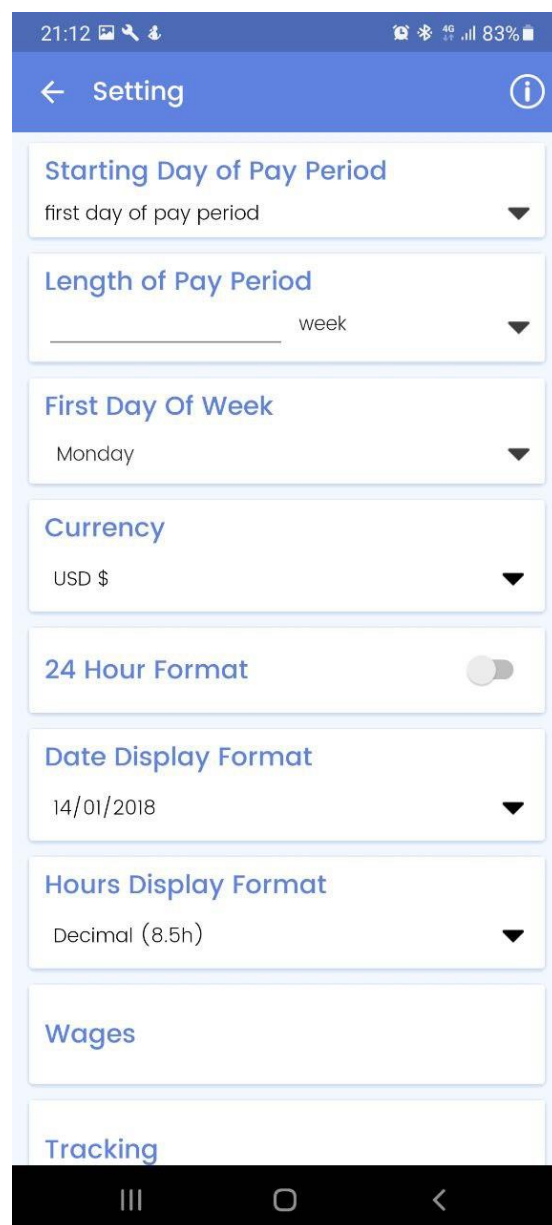 21:12 4G 83%
Setting
Starting Day of Pay Period
first day of pay period
Length of Pay Period
week
First Day Of Week
Monday
Currency
USD $
24 Hour Format
Date Display Format
14/01/2018
Hours Display Format
Decimal (8.5h)
Wages
Tracking